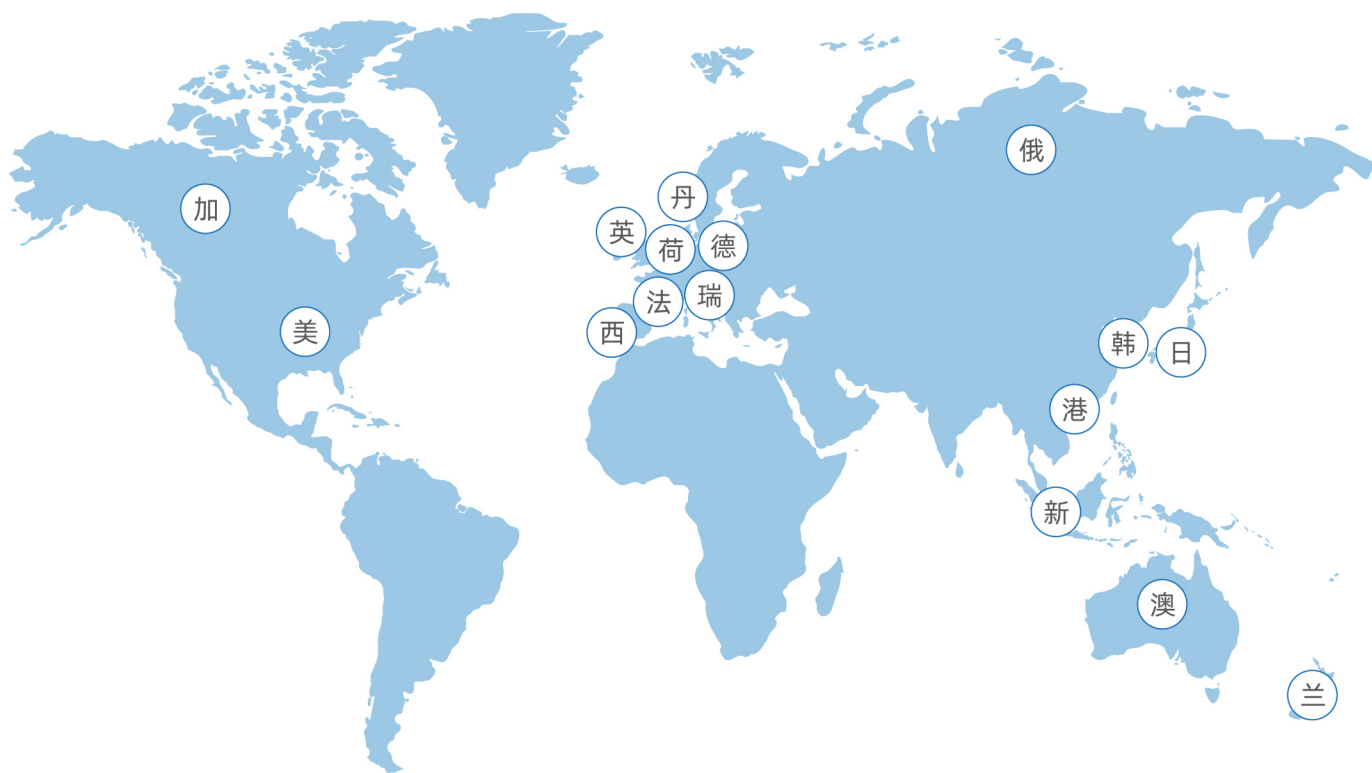 俄
丹
加
英
德
荷
瑞
法
美
西
韩
日
港
新
澳
兰